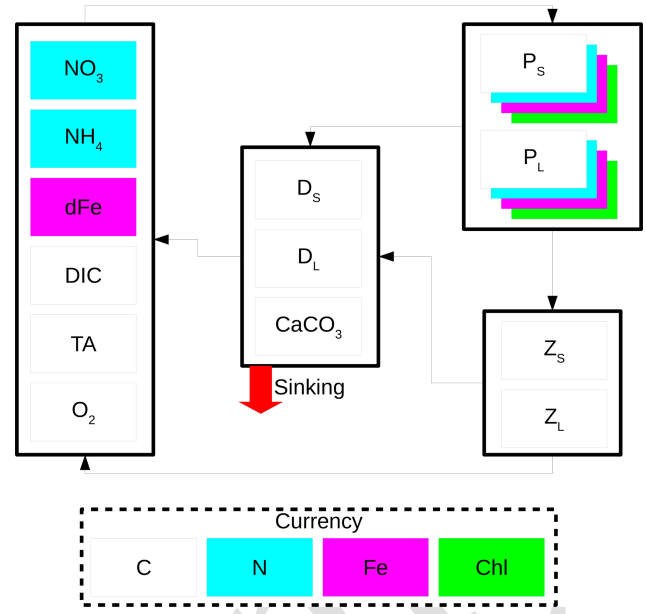 NO3
NH4
dFe
DIC
TA
O2
DS
DL
CaCO3
Sinking
PS
PL
ZS
ZL
Currency
C
N
Fe
Chl